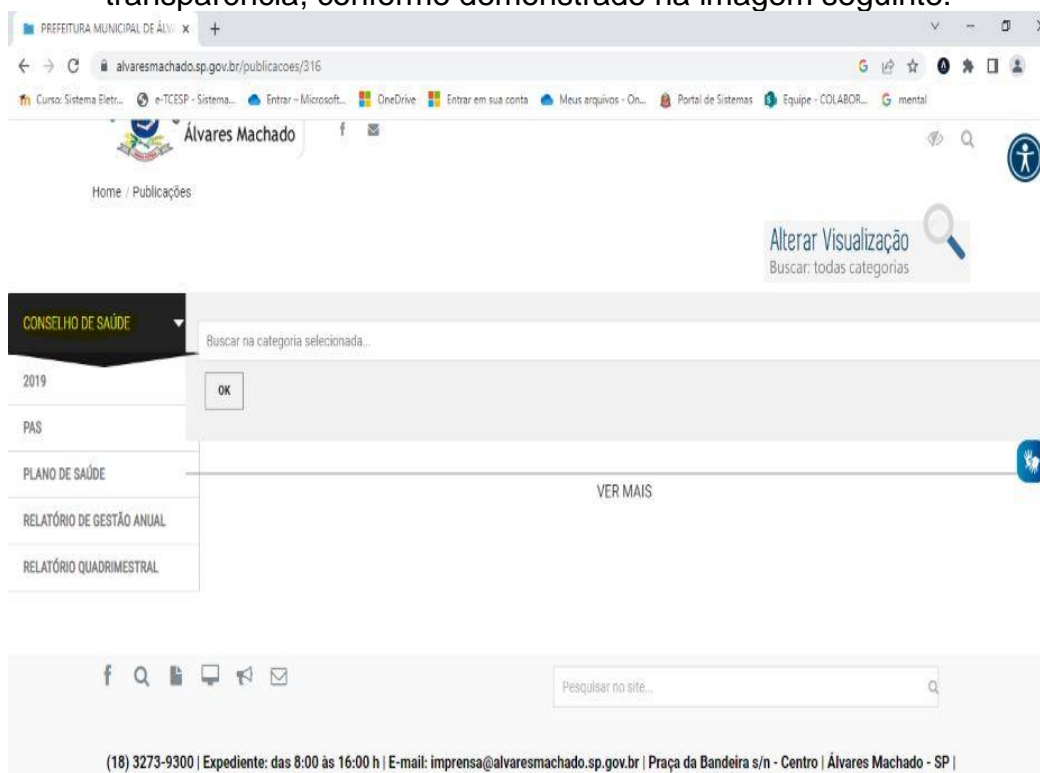 transparência, conforme demonstrado na imagem seguinte:
PREFEITURA MUNICIPAL DE ÁLV
alvaresmachado.sp.gov.br/publicacoes/316
Curso: Sistema Eletr... e-TCESP - Sistema... Entrar – Microsoft... OneDrive Entrar em sua conta Meus arquivos - On... Portal de Sistemas Equipe - COLABOR... mental
Álvares Machado
Home / Publicações
Alterar Visualização
Buscar: todas categorias
CONSELHO DE SAÚDE
Buscar na categoria selecionada...
2019
OK
PAS
PLANO DE SAÚDE
VER MAIS
RELATÓRIO DE GESTÃO ANUAL
RELATÓRIO QUADRIMESTRAL
Pesquisar no site...
(18) 3273-9300 | Expediente: das 8:00 às 16:00 h | E-mail: imprensa@alvaresmachado.sp.gov.br | Praça da Bandeira s/n - Centro | Álvares Machado - SP |